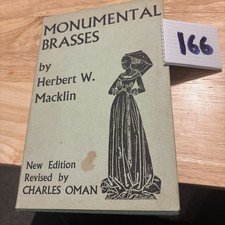 MONUMENTAL
BRASSES
by
Herbert W.
Macklin
New Edition
Revised by
CHARLES OMAN
166